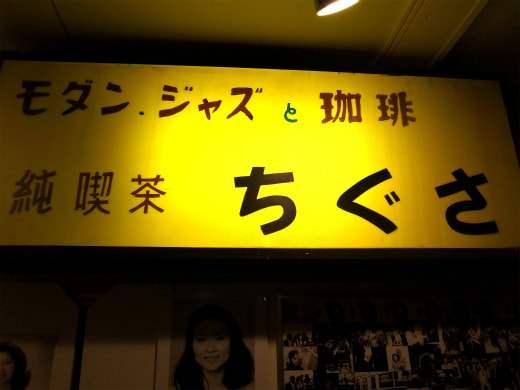 モダン・ジャズと珈琲
純喫茶 ちぐさ